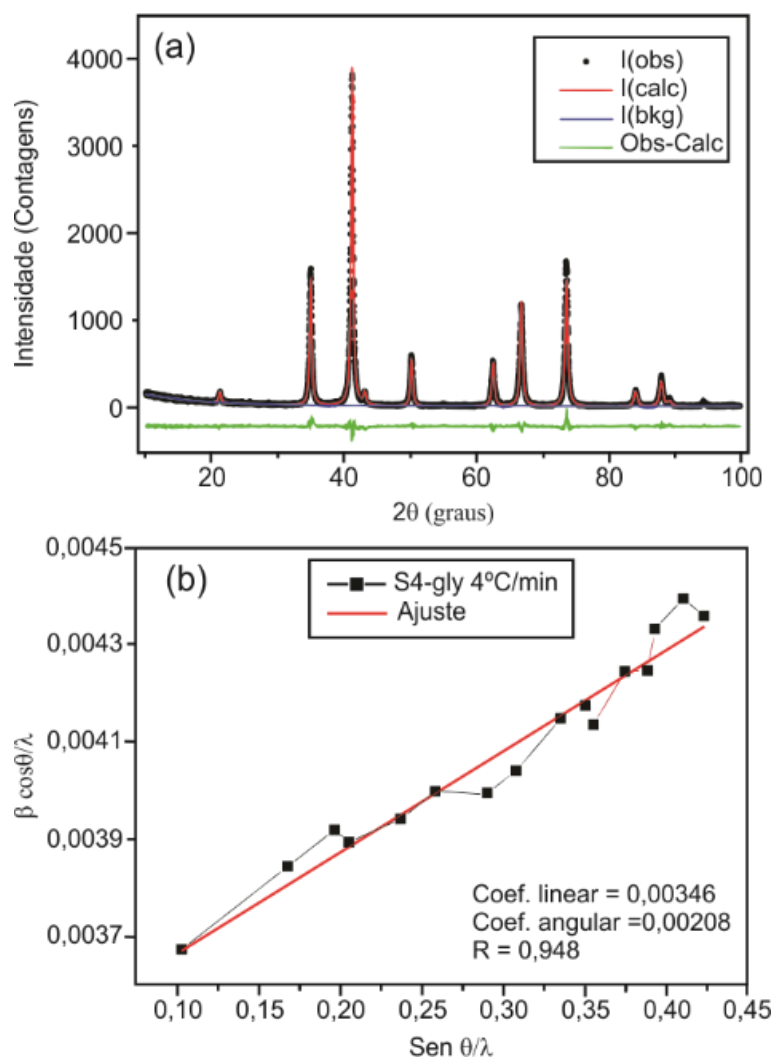 (a)
I(obs)
I(calc)
I(bkg)
Obs-Calc
Intensidade (Contagens)
4000
3000
2000
1000
0
20
40
60
80
100
2θ (graus)
(b)
S4-gly 4ºC/min
Ajuste
β cosθ/λ
0,0045
0,0043
0,0041
0,0039
0,0037
Coef. linear = 0,00346
Coef. angular =0,00208
R = 0,948
0,10
0,15
0,20
0,25
0,30
0,35
0,40
0,45
Sen θ/λ